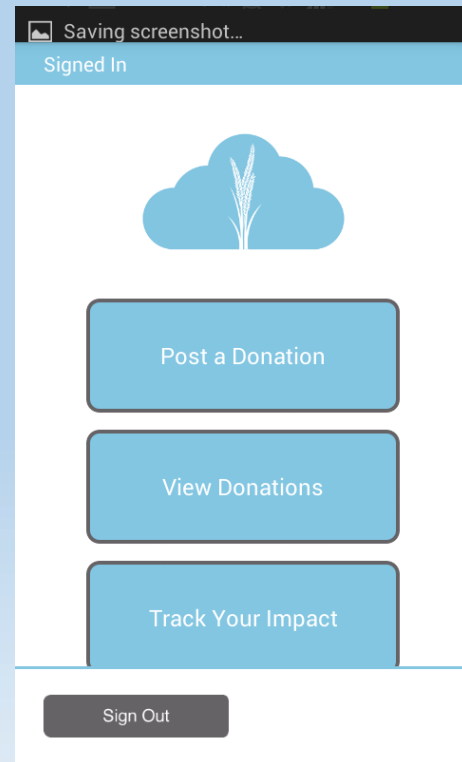 Saving screenshot...
Signed In
Post a Donation
View Donations
Track Your Impact
Sign Out